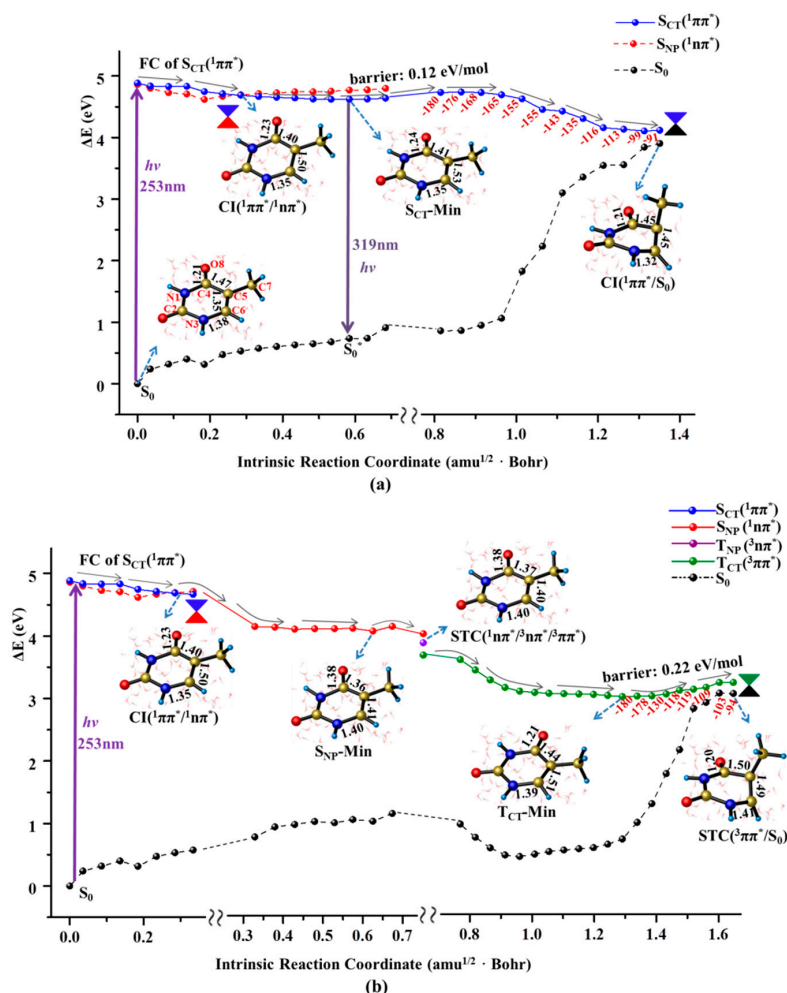 S_CT(¹ππ*)
S_NP(¹nπ*)
S₀
FC of S_CT(¹ππ*)
barrier: 0.12 eV/mol
ΔE (eV)
5
4
3
2
1
0
hν
253nm
1.23
1.40
1.50
1.35
CI(¹ππ*/¹nπ*)
1.24
1.41
1.53
1.35
S_CT-Min
-180
-176
-168
-165
-155
-155
-143
-135
-116
-113
-99
-91
319nm
hν
1.45
1.45
1.32
CI(¹ππ*/S₀)
O8
1.21
1.47
N1
C4
C5
C7
C2
1.35
N3
C6
1.38
S₀
S₀*
0.0
0.2
0.4
0.6
0.8
1.0
1.2
1.4
Intrinsic Reaction Coordinate (amu^1/2 · Bohr)
(a)
S_CT(¹ππ*)
S_NP(¹nπ*)
T_NP(³nπ*)
T_CT(³ππ*)
S₀
FC of S_CT(¹ππ*)
ΔE (eV)
5
4
3
2
1
0
hν
253nm
1.23
1.40
1.50
1.35
CI(¹ππ*/¹nπ*)
1.38
1.36
1.41
1.40
S_NP-Min
1.38
1.37
1.40
1.40
STC(¹nπ*/³nπ*/³ππ*)
barrier: 0.22 eV/mol
-180
-178
-130
-118
-119
-109
-103
-94
1.21
1.44
1.51
1.39
T_CT-Min
1.20
1.50
1.49
1.41
STC(³ππ*/S₀)
S₀
0.0
0.2
0.3
0.4
0.5
0.6
0.7
0.8
1.0
1.2
1.4
1.6
Intrinsic Reaction Coordinate (amu^1/2 · Bohr)
(b)